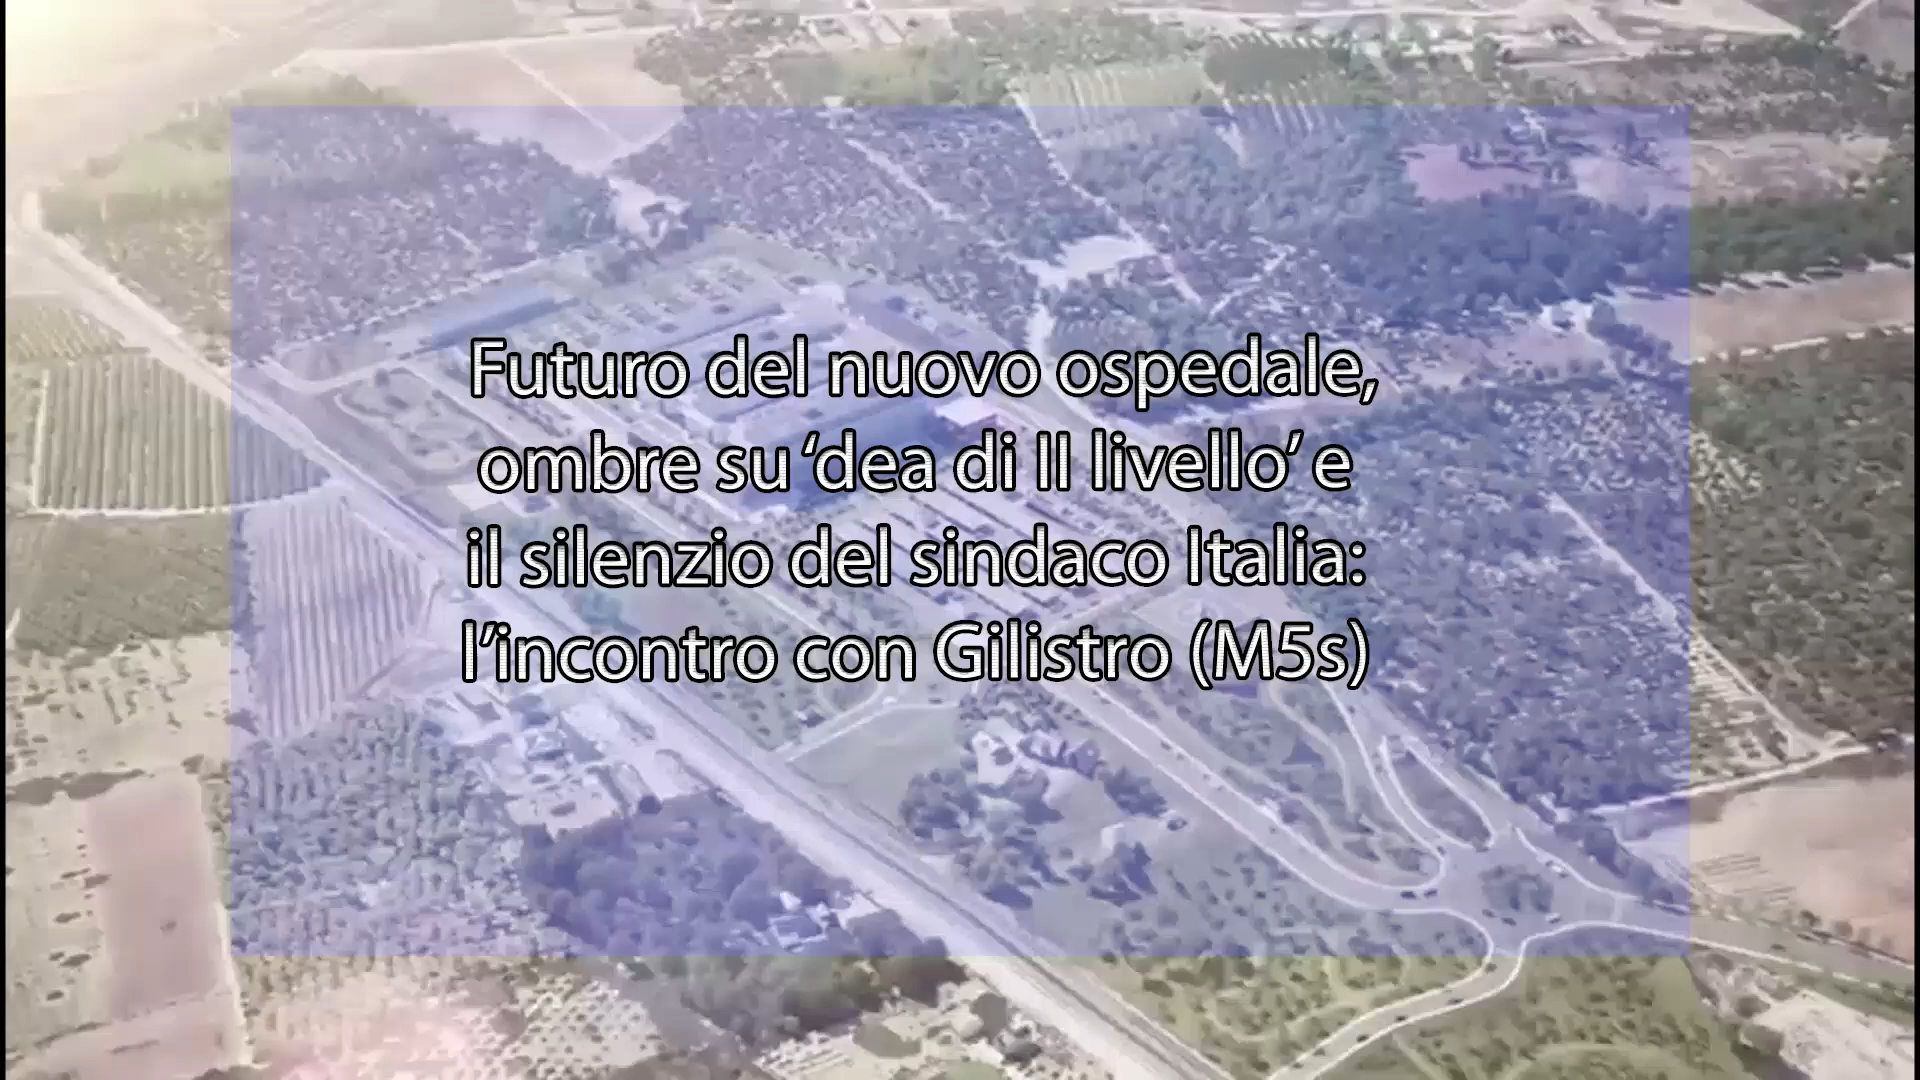 Futuro del nuovo ospedale,
ombre su ‘dea di II livello’ e
il silenzio del sindaco Italia:
l’incontro con Gilistro (M5s)